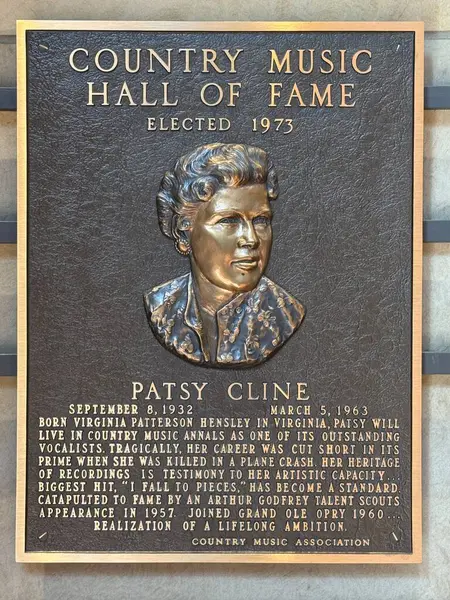 COUNTRY MUSIC
HALL OF FAME
ELECTED 1973
PATSY CLINE
SEPTEMBER 8, 1932 MARCH 5, 1963
BORN VIRGINIA PATTERSON HENSLEY IN VIRGINIA, PATSY WILL
LIVE IN COUNTRY MUSIC ANNALS AS ONE OF ITS OUTSTANDING
VOCALISTS. TRAGICALLY, HER CAREER WAS CUT SHORT IN ITS
PRIME WHEN SHE WAS KILLED IN A PLANE CRASH. HER HERITAGE
OF RECORDINGS IS TESTIMONY TO HER ARTISTIC CAPACITY...
BIGGEST HIT, "I FALL TO PIECES," HAS BECOME A STANDARD.
CATAPULTED TO FAME BY AN ARTHUR GODFREY TALENT SCOUTS
APPEARANCE IN 1957. JOINED GRAND OLE OPRY 1960...
REALIZATION OF A LIFELONG AMBITION.
COUNTRY MUSIC ASSOCIATION